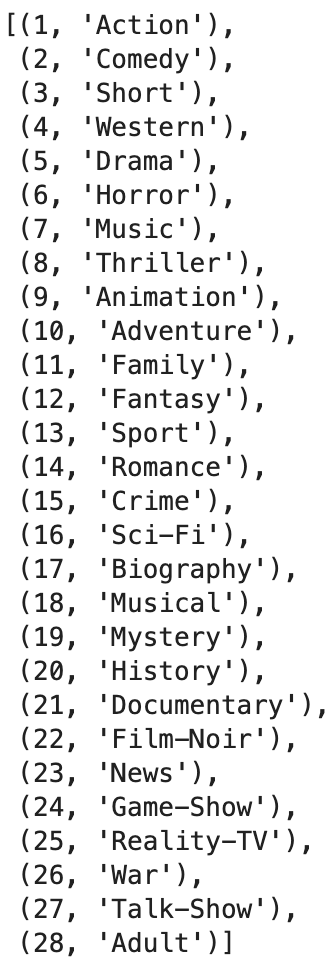 [(1, 'Action'),
(2, 'Comedy'),
(3, 'Short'),
(4, 'Western'),
(5, 'Drama'),
(6, 'Horror'),
(7, 'Music'),
(8, 'Thriller'),
(9, 'Animation'),
(10, 'Adventure'),
(11, 'Family'),
(12, 'Fantasy'),
(13, 'Sport'),
(14, 'Romance'),
(15, 'Crime'),
(16, 'Sci-Fi'),
(17, 'Biography'),
(18, 'Musical'),
(19, 'Mystery'),
(20, 'History'),
(21, 'Documentary'),
(22, 'Film-Noir'),
(23, 'News'),
(24, 'Game-Show'),
(25, 'Reality-TV'),
(26, 'War'),
(27, 'Talk-Show'),
(28, 'Adult')]